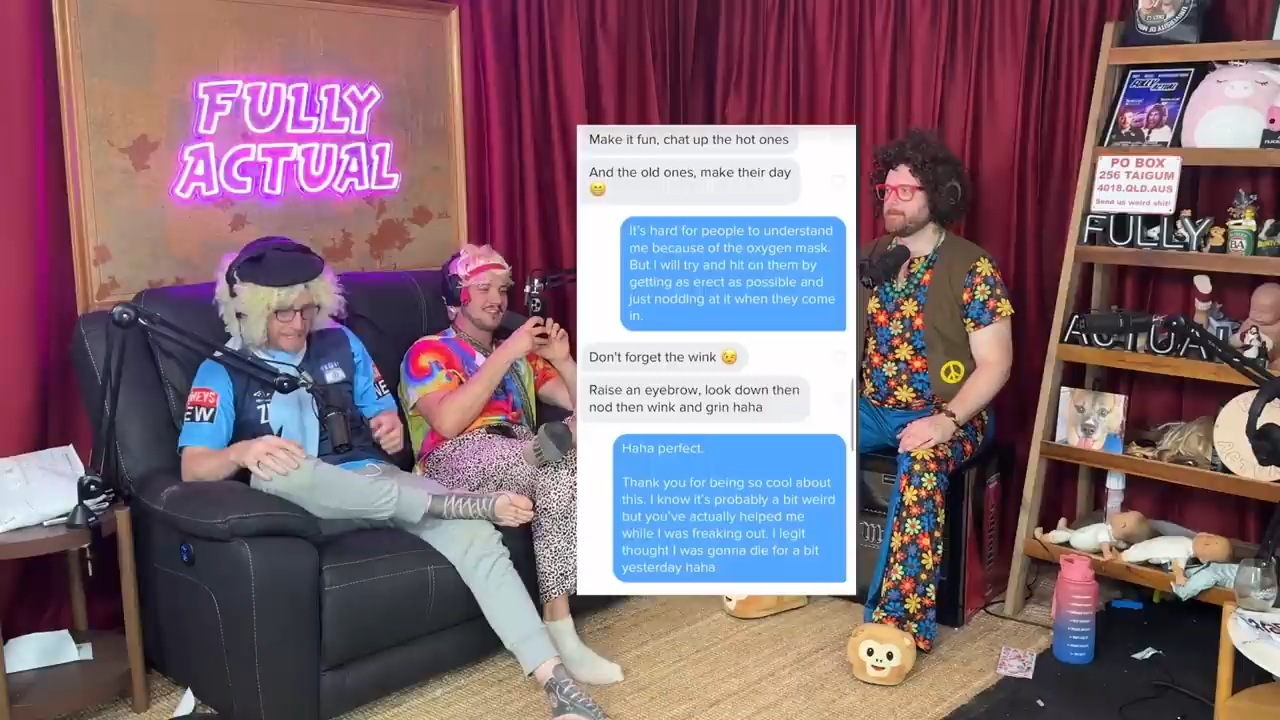 FULLY
ACTUAL
Make it fun, chat up the hot ones
And the old ones, make their day
😁
It's hard for people to understand
me because of the oxygen mask.
But I will try and hit on them by
getting as erect as possible and
just nodding at it when they come
in.
Don't forget the wink 😉
Raise an eyebrow, look down then
nod then wink and grin haha
Haha perfect.
Thank you for being so cool about
this. I know it's probably a bit weird
but you've actually helped me
while I was freaking out. I legit
thought I was gonna die for a bit
yesterday haha
PO BOX
256 TAIGUM
4018.QLD.AUS
Send us weird shit!
FULLY
ACTUAL